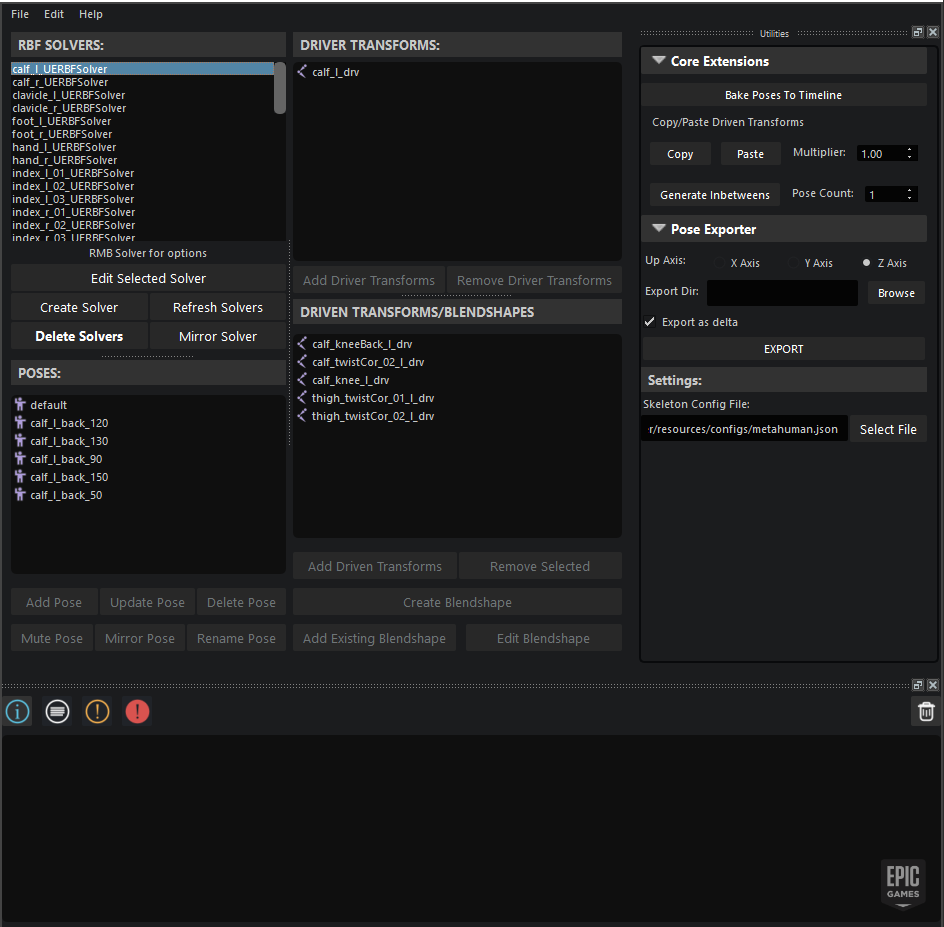 File Edit Help
RBF SOLVERS:
calf_l_UERBFSolver
calf_r_UERBFSolver
clavicle_l_UERBFSolver
clavicle_r_UERBFSolver
foot_l_UERBFSolver
foot_r_UERBFSolver
hand_l_UERBFSolver
hand_r_UERBFSolver
index_l_01_UERBFSolver
index_l_02_UERBFSolver
index_l_03_UERBFSolver
index_r_01_UERBFSolver
index_r_02_UERBFSolver
index_r_03_UERBFSolver
RMB Solver for options
Edit Selected Solver
Create Solver Refresh Solvers
Delete Solvers Mirror Solver
POSES:
default
calf_l_back_120
calf_l_back_130
calf_l_back_90
calf_l_back_150
calf_l_back_50
Add Pose Update Pose Delete Pose
Mute Pose Mirror Pose Rename Pose
DRIVER TRANSFORMS:
calf_l_drv
Add Driver Transforms Remove Driver Transforms
DRIVEN TRANSFORMS/BLENDSHAPES
calf_kneeBack_l_drv
calf_twistCor_02_l_drv
calf_knee_l_drv
thigh_twistCor_01_l_drv
thigh_twistCor_02_l_drv
Add Driven Transforms Remove Selected
Create Blendshape
Add Existing Blendshape Edit Blendshape
Utilities
Core Extensions
Bake Poses To Timeline
Copy/Paste Driven Transforms
Copy Paste Multiplier: 1.00
Generate Inbetweens Pose Count: 1
Pose Exporter
Up Axis: X Axis Y Axis Z Axis
Export Dir: Browse
Export as delta
EXPORT
Settings:
Skeleton Config File:
r/resources/configs/metahuman.json Select File
EPIC
GAMES